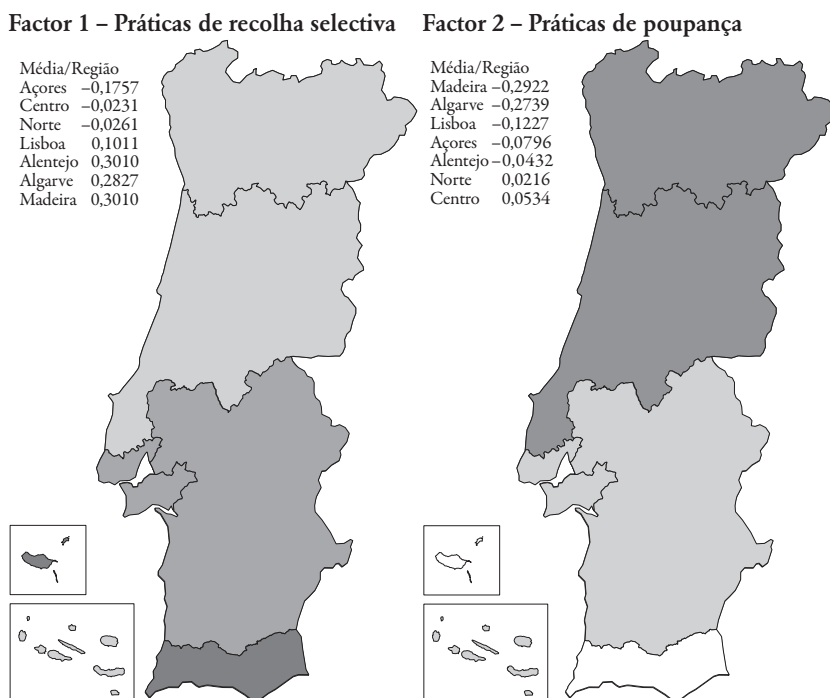 Factor 1 – Práticas de recolha selectiva
Média/Região
Açores –0,1757
Centro –0,0231
Norte –0,0261
Lisboa 0,1011
Alentejo 0,3010
Algarve 0,2827
Madeira 0,3010
Factor 2 – Práticas de poupança
Média/Região
Madeira –0,2922
Algarve –0,2739
Lisboa –0,1227
Açores –0,0796
Alentejo –0,0432
Norte 0,0216
Centro 0,0534